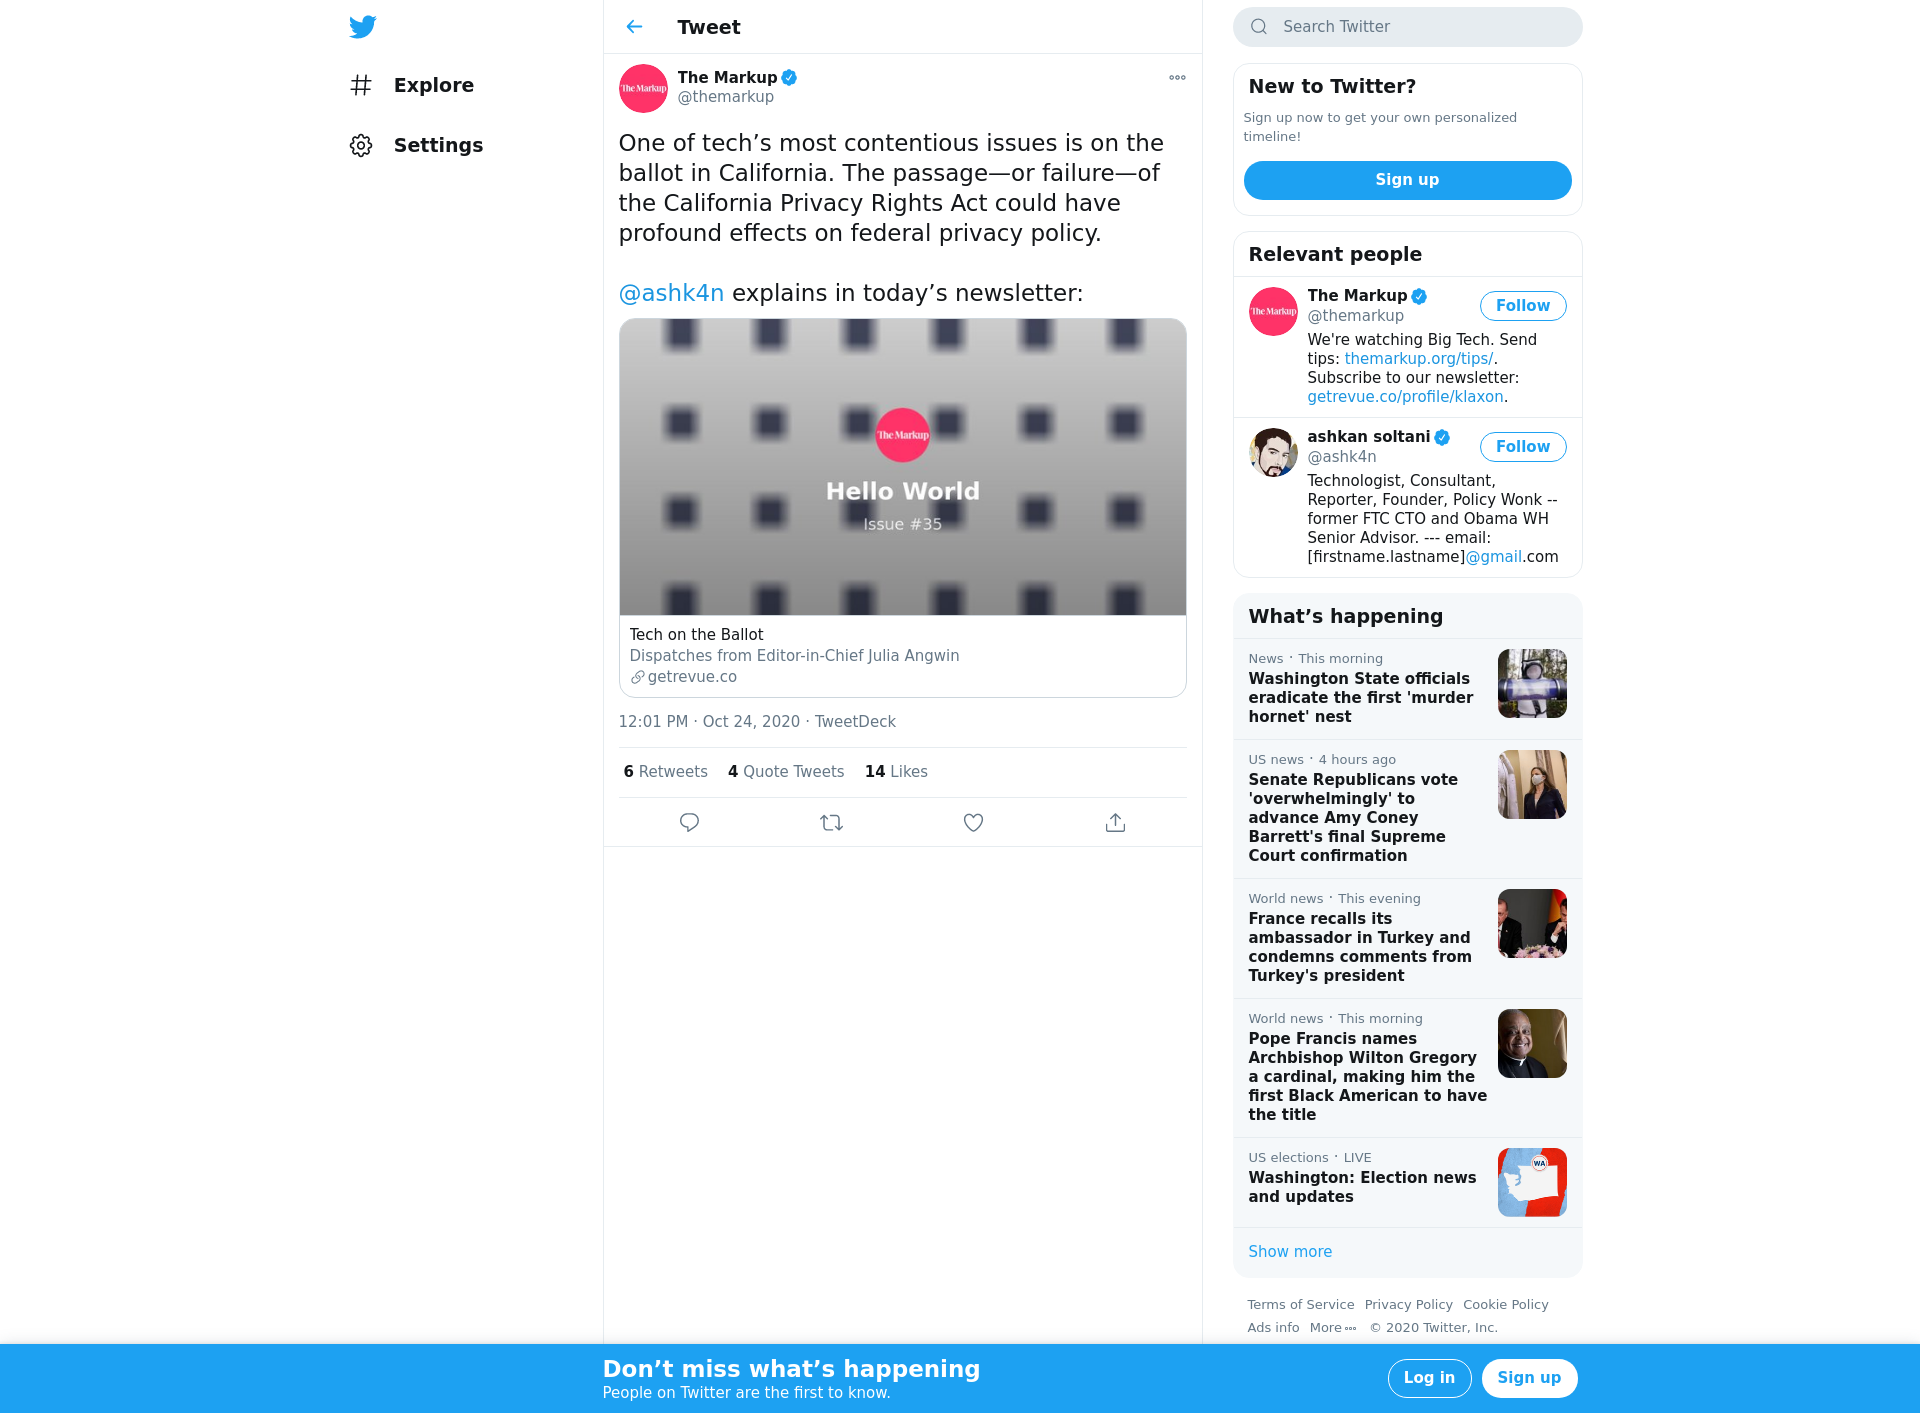 Explore
Settings
Tweet
The Markup
The Markup
@themarkup
One of tech’s most contentious issues is on the
ballot in California. The passage—or failure—of
the California Privacy Rights Act could have
profound effects on federal privacy policy.
@ashk4n explains in today’s newsletter:
The Markup
Hello World
Issue #35
Tech on the Ballot
Dispatches from Editor-in-Chief Julia Angwin
getrevue.co
12:01 PM · Oct 24, 2020 · TweetDeck
6 Retweets 4 Quote Tweets 14 Likes
Search Twitter
New to Twitter?
Sign up now to get your own personalized
timeline!
Sign up
Relevant people
The Markup
The Markup
@themarkup
Follow
We're watching Big Tech. Send
tips: themarkup.org/tips/.
Subscribe to our newsletter:
getrevue.co/profile/klaxon.
ashkan soltani
@ashk4n
Follow
Technologist, Consultant,
Reporter, Founder, Policy Wonk --
former FTC CTO and Obama WH
Senior Advisor. --- email:
[firstname.lastname]@gmail.com
What’s happening
News · This morning
Washington State officials
eradicate the first 'murder
hornet' nest
US news · 4 hours ago
Senate Republicans vote
'overwhelmingly' to
advance Amy Coney
Barrett's final Supreme
Court confirmation
World news · This evening
France recalls its
ambassador in Turkey and
condemns comments from
Turkey's president
World news · This morning
Pope Francis names
Archbishop Wilton Gregory
a cardinal, making him the
first Black American to have
the title
US elections · LIVE
Washington: Election news
and updates
WA
Show more
Terms of Service Privacy Policy Cookie Policy
Ads info More © 2020 Twitter, Inc.
Don’t miss what’s happening
People on Twitter are the first to know.
Log in
Sign up